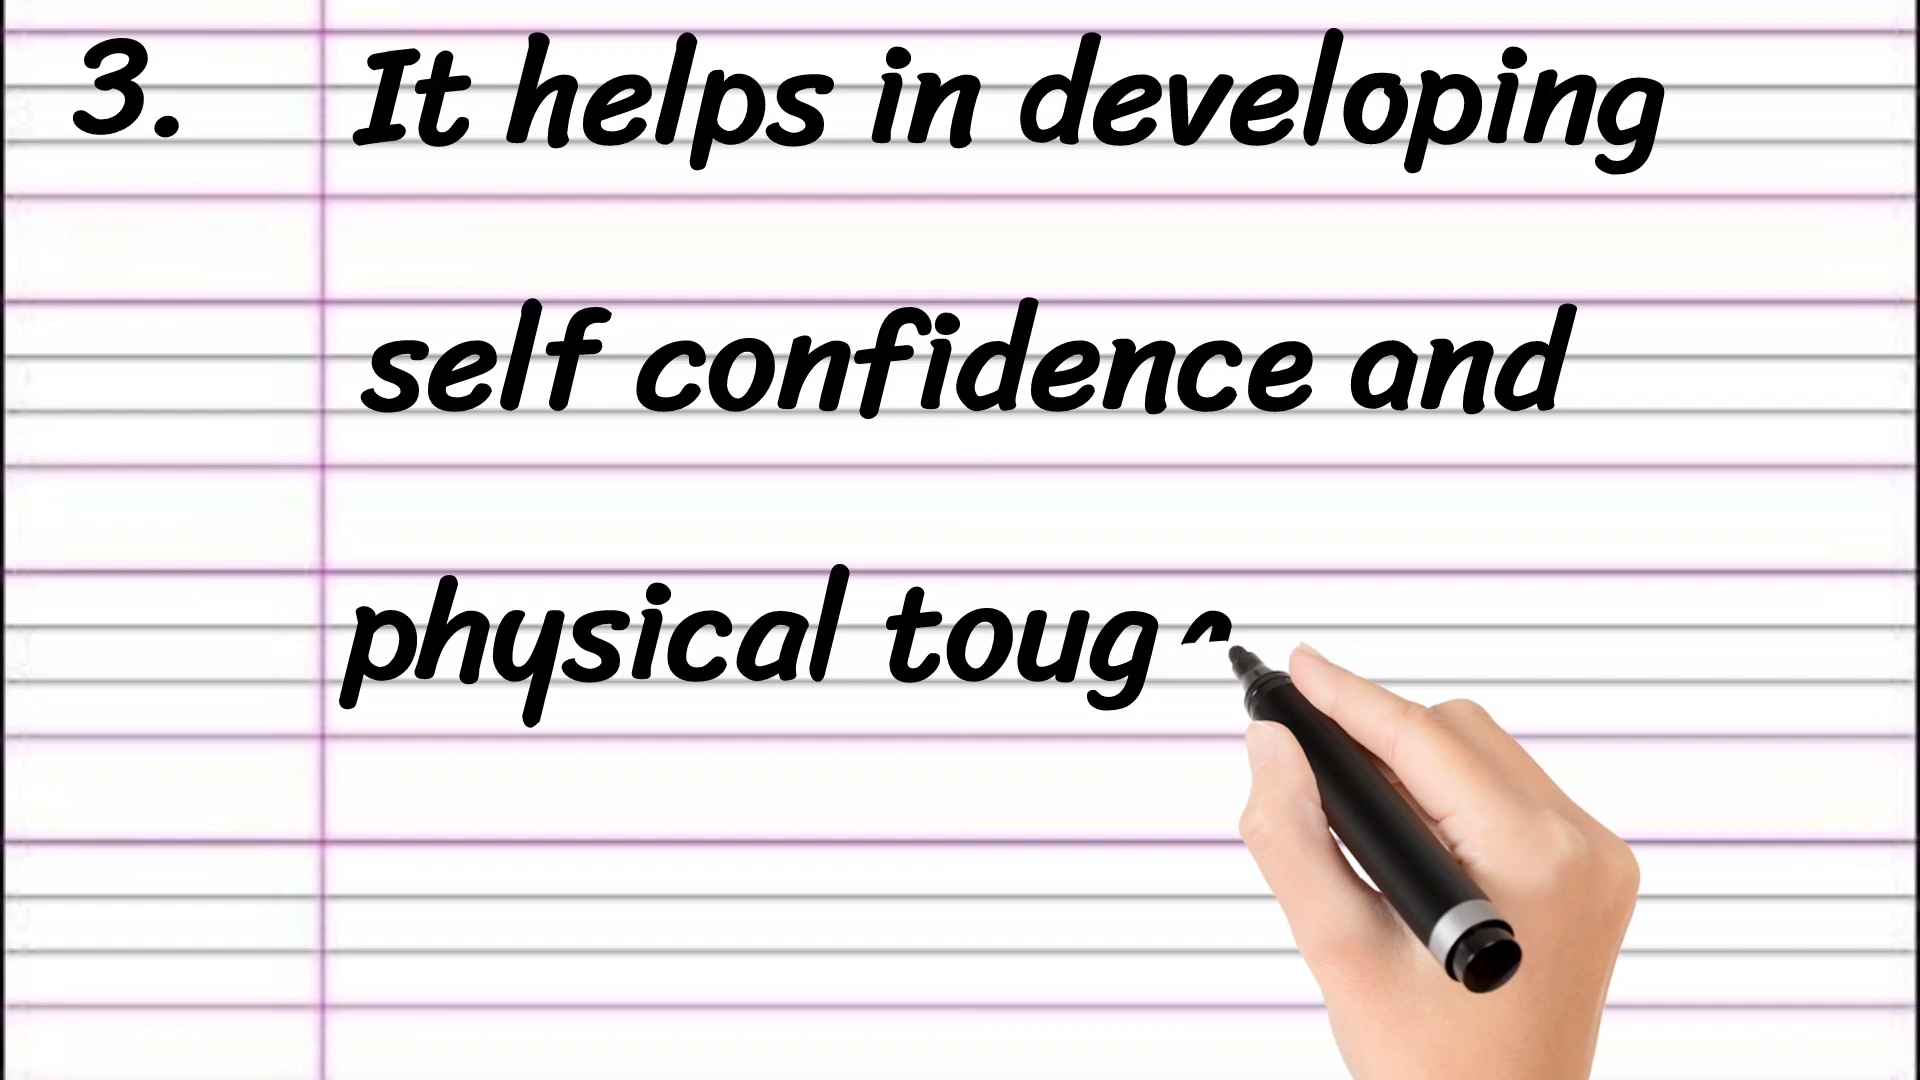 3. It helps in developing
self confidence and
physical toug